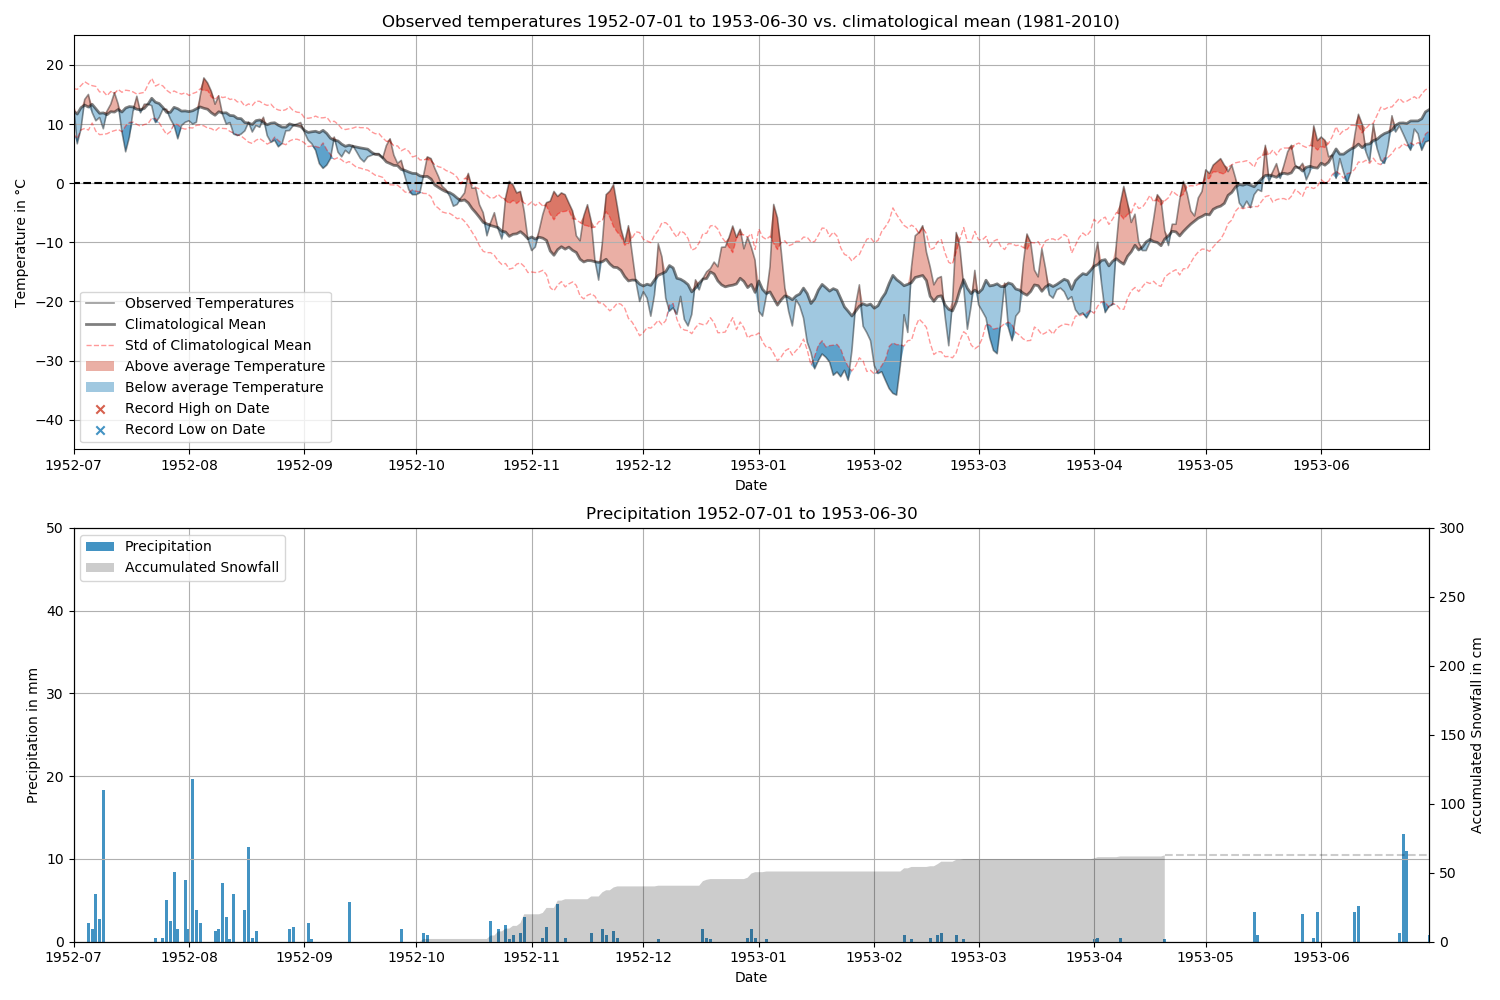 Observed temperatures 1952-07-01 to 1953-06-30 vs. climatological mean (1981-2010)
Temperature in °C
20
10
0
−10
−20
−30
−40
Observed Temperatures
Climatological Mean
Std of Climatological Mean
Above average Temperature
Below average Temperature
Record High on Date
Record Low on Date
1952-07 1952-08 1952-09 1952-10 1952-11 1952-12 1953-01 1953-02 1953-03 1953-04 1953-05 1953-06
Date
Precipitation 1952-07-01 to 1953-06-30
Precipitation in mm
50
40
30
20
10
0
Precipitation
Accumulated Snowfall
300
250
200
150
100
50
0
Accumulated Snowfall in cm
1952-07 1952-08 1952-09 1952-10 1952-11 1952-12 1953-01 1953-02 1953-03 1953-04 1953-05 1953-06
Date